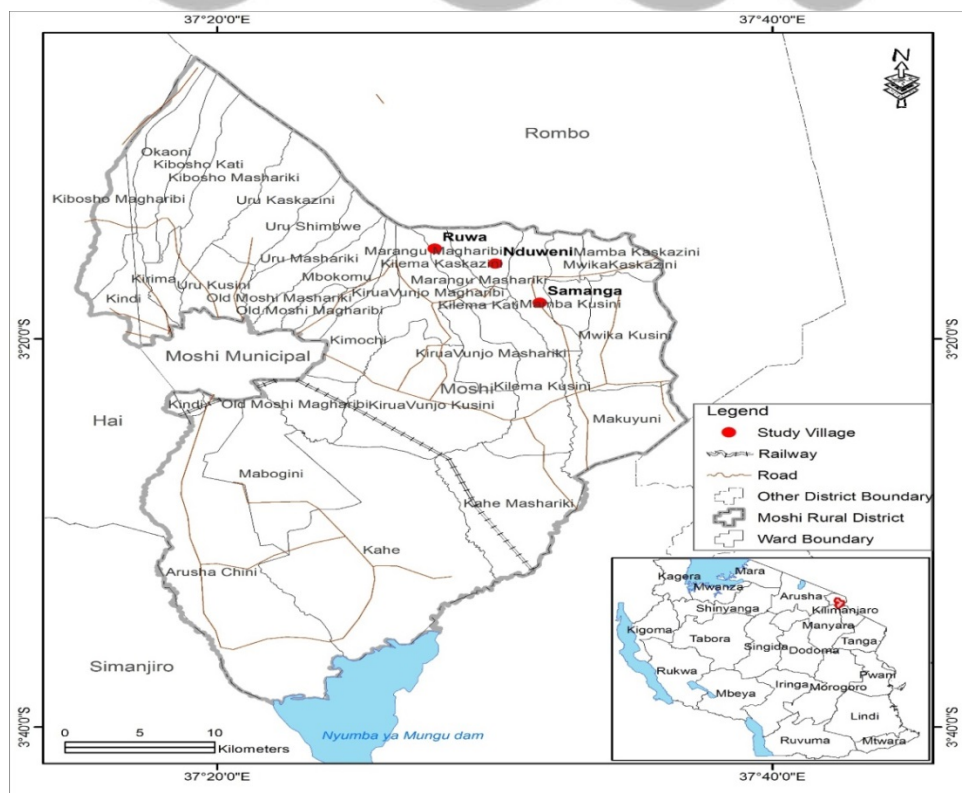 37°20'0"E
37°40'0"E
N
Rombo
Okaoni
Kibosho Kati
Kibosho Mashariki
Kibosho Magharibi
Uru Kaskazini
Uru Shimbwe
Ruwa
Marangu Magharibi
Nduweni
Mamba Kaskazini
Uru Mashariki
Kilema Kaskazini
MwikaKaskazini
Mbokomu
Marangu Mashariki
Kirima
Uru Kusini
Samanga
Kindi
Old Moshi Mashariki
KiruaVunjo Magharibi
Old Moshi Magharibi
Kilema Kati
Mamba Kusini
3°20'0"S
Kimochi
Mwika Kusini
3°20'0"S
Moshi Municipal
KiruaVunjo Mashariki
Moshi
Kilema Kusini
Hai
Kindi
Old Moshi Magharibi
KiruaVunjo Kusini
Makuyuni
Legend
Study Village
Railway
Road
Other District Boundary
Moshi Rural District
Ward Boundary
Mabogini
Kahe Mashariki
Kahe
Arusha Chini
Simanjiro
Nyumba ya Mungu dam
0 5 10
Kilometers
3°40'0"S
3°40'0"S
37°20'0"E
37°40'0"E
Mara
Kagera
Mwanza
Arusha
Shinyanga
Kilimanjaro
Manyara
Kigoma
Tabora
Singida
Dodoma
Tanga
Rukwa
Pwani
Iringa
Morogoro
Mbeya
Lindi
Ruvuma
Mtwara